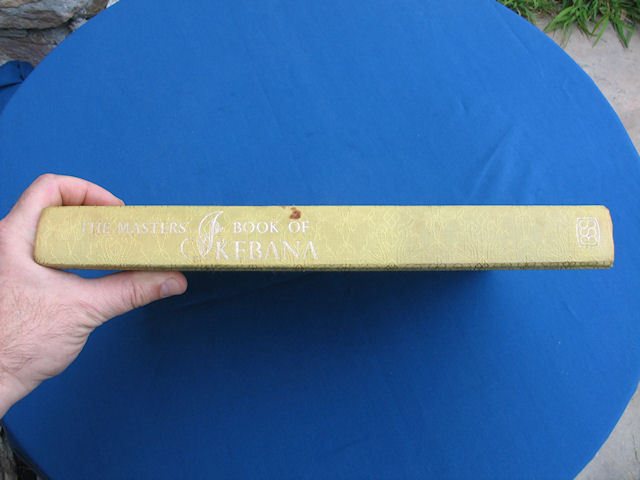 THE MASTERS' BOOK OF
IKEBANA